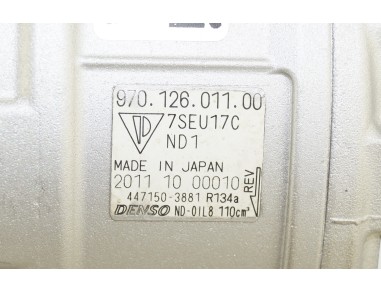 970.126.011.00
7SEU17C
ND1
MADE IN JAPAN
2011 10 00010
447150-3881 R134a
DENSO ND-OIL8 110cm³
REV